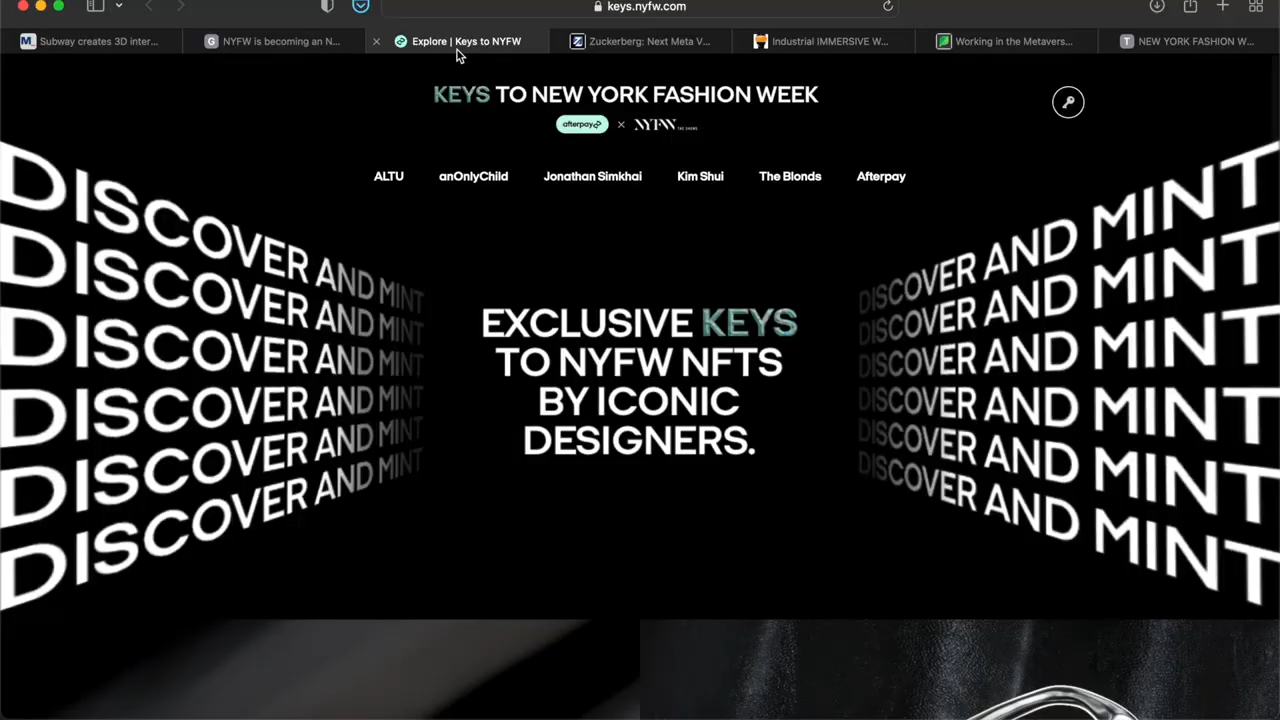 keys.nyfw.com
Subway creates 3D inter...
NYFW is becoming an N...
Explore | Keys to NYFW
Zuckerberg: Next Meta V...
Industrial IMMERSIVE W...
Working in the Metavers...
NEW YORK FASHION W...
KEYS TO NEW YORK FASHION WEEK
afterpay x NYFW THE SHOWS
ALTU anOnlyChild Jonathan Simkhai Kim Shui The Blonds Afterpay
DISCOVER AND MINT
DISCOVER AND MINT
DISCOVER AND MINT
DISCOVER AND MINT
DISCOVER AND MINT
DISCOVER AND MINT
EXCLUSIVE KEYS
TO NYFW NFTS
BY ICONIC
DESIGNERS.
DISCOVER AND MINT
DISCOVER AND MINT
DISCOVER AND MINT
DISCOVER AND MINT
DISCOVER AND MINT
DISCOVER AND MINT